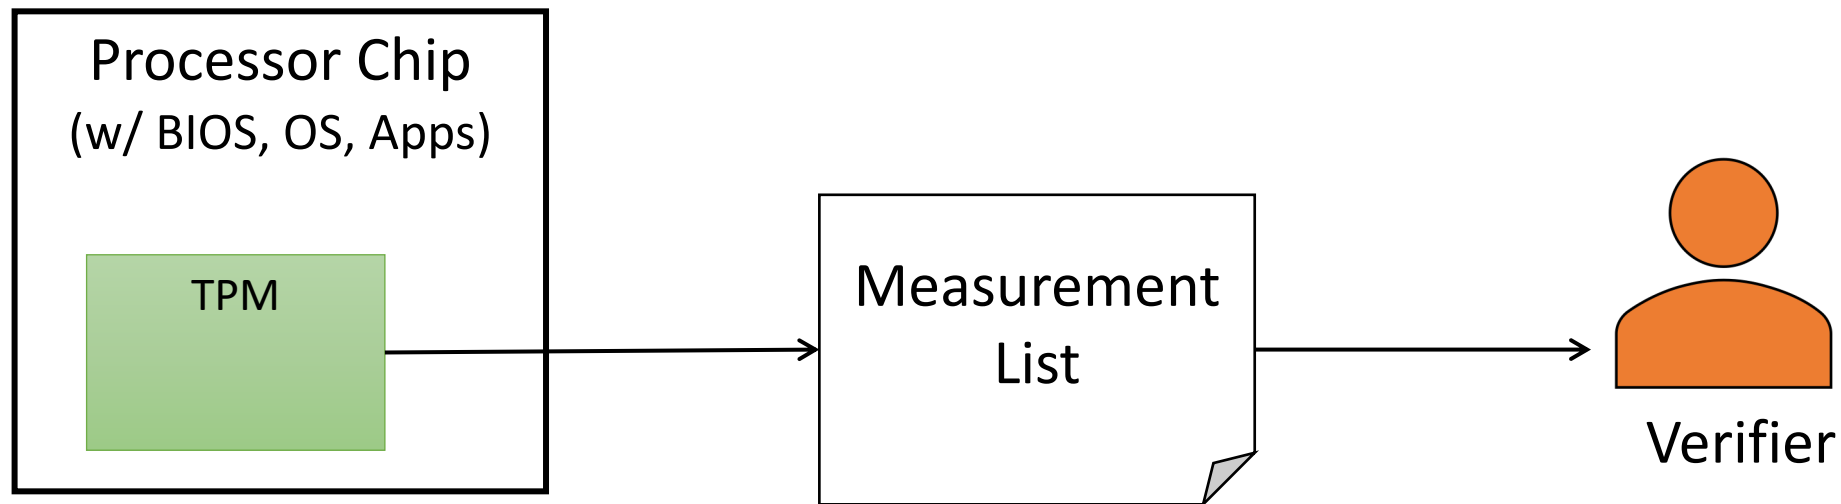 Processor Chip
(w/ BIOS, OS, Apps)
TPM
Measurement
List
Verifier